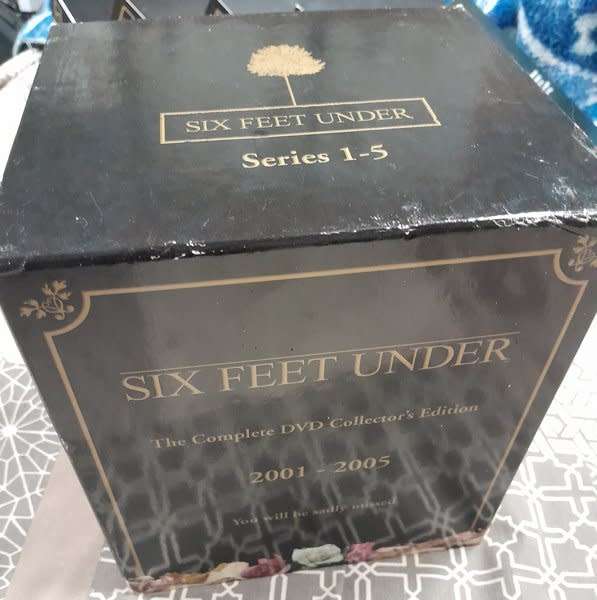 SIX FEET UNDER
Series 1-5
SIX FEET UNDER
The Complete DVD Collector's Edition
2001 - 2005
You will be sadly missed